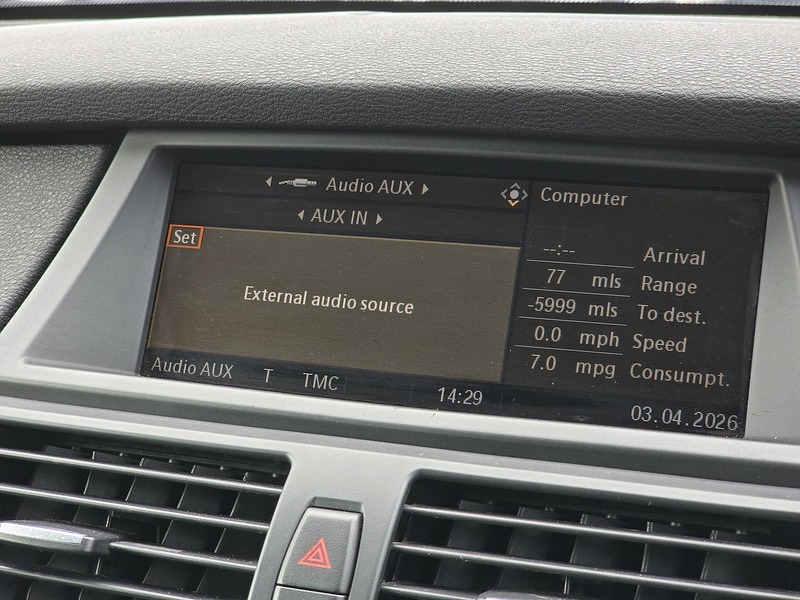 Audio AUX
AUX IN
Set
External audio source
Computer
--:-- Arrival
77 mls Range
-5999 mls To dest.
0.0 mph Speed
7.0 mpg Consumpt.
Audio AUX T TMC 14:29 03.04.2026